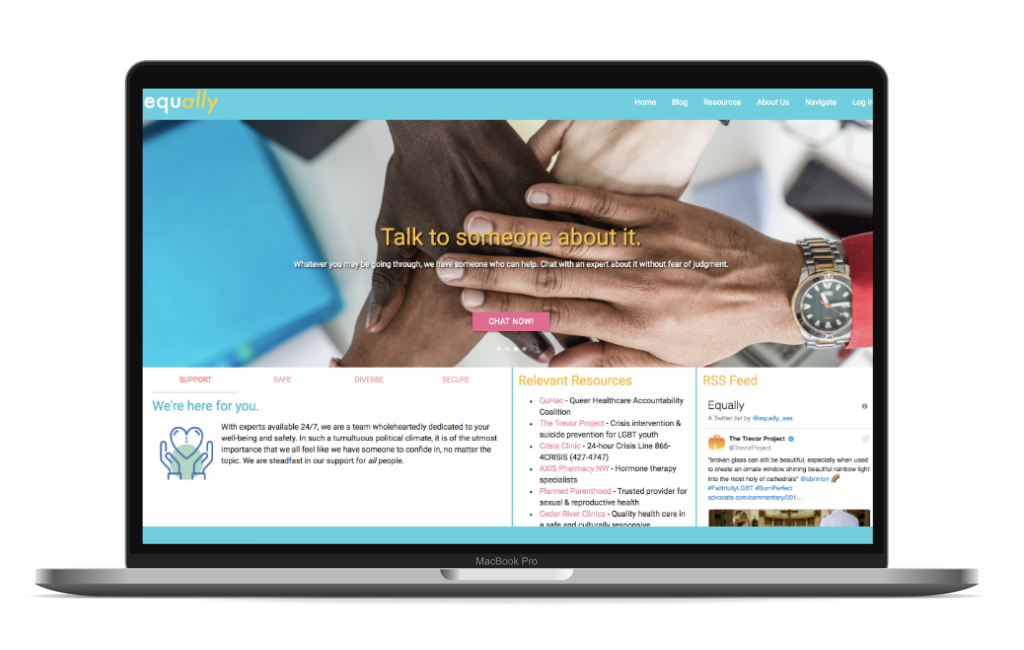 equally
Home Blog Resources About Us Navigate Log In
Talk to someone about it.
Whatever you may be going through, we have someone who can help. Chat with an expert about it without fear of judgment.
CHAT NOW!
SUPPORT SAFE DIVERSE SECURE
We're here for you.
With experts available 24/7, we are a team wholeheartedly dedicated to your
well-being and safety. In such a tumultuous political climate, it is of the utmost
importance that we all feel like we have someone to confide in, no matter the
topic. We are steadfast in our support for all people.
Relevant Resources
QuHac - Queer Healthcare Accountability
Coalition
The Trevor Project - Crisis intervention &
suicide prevention for LGBT youth
Crisis Clinic - 24-hour Crisis Line 866-
4CRISIS (427-4747)
AXIS Pharmacy NW - Hormone therapy
specialists
Planned Parenthood - Trusted provider for
sexual & reproductive health
Cedar River Clinics - Quality health care in
a safe and culturally responsive
RSS Feed
Equally
A Twitter list by @equally_sea
The Trevor Project
@TrevorProject
"broken glass can still be beautiful, especially when used
to create an ornate window shining beautiful rainbow light
into the most holy of cathedrals" @sbrinton
#FaithfullyLGBT #BornPerfect
advocate.com/commentary/201...
MacBook Pro